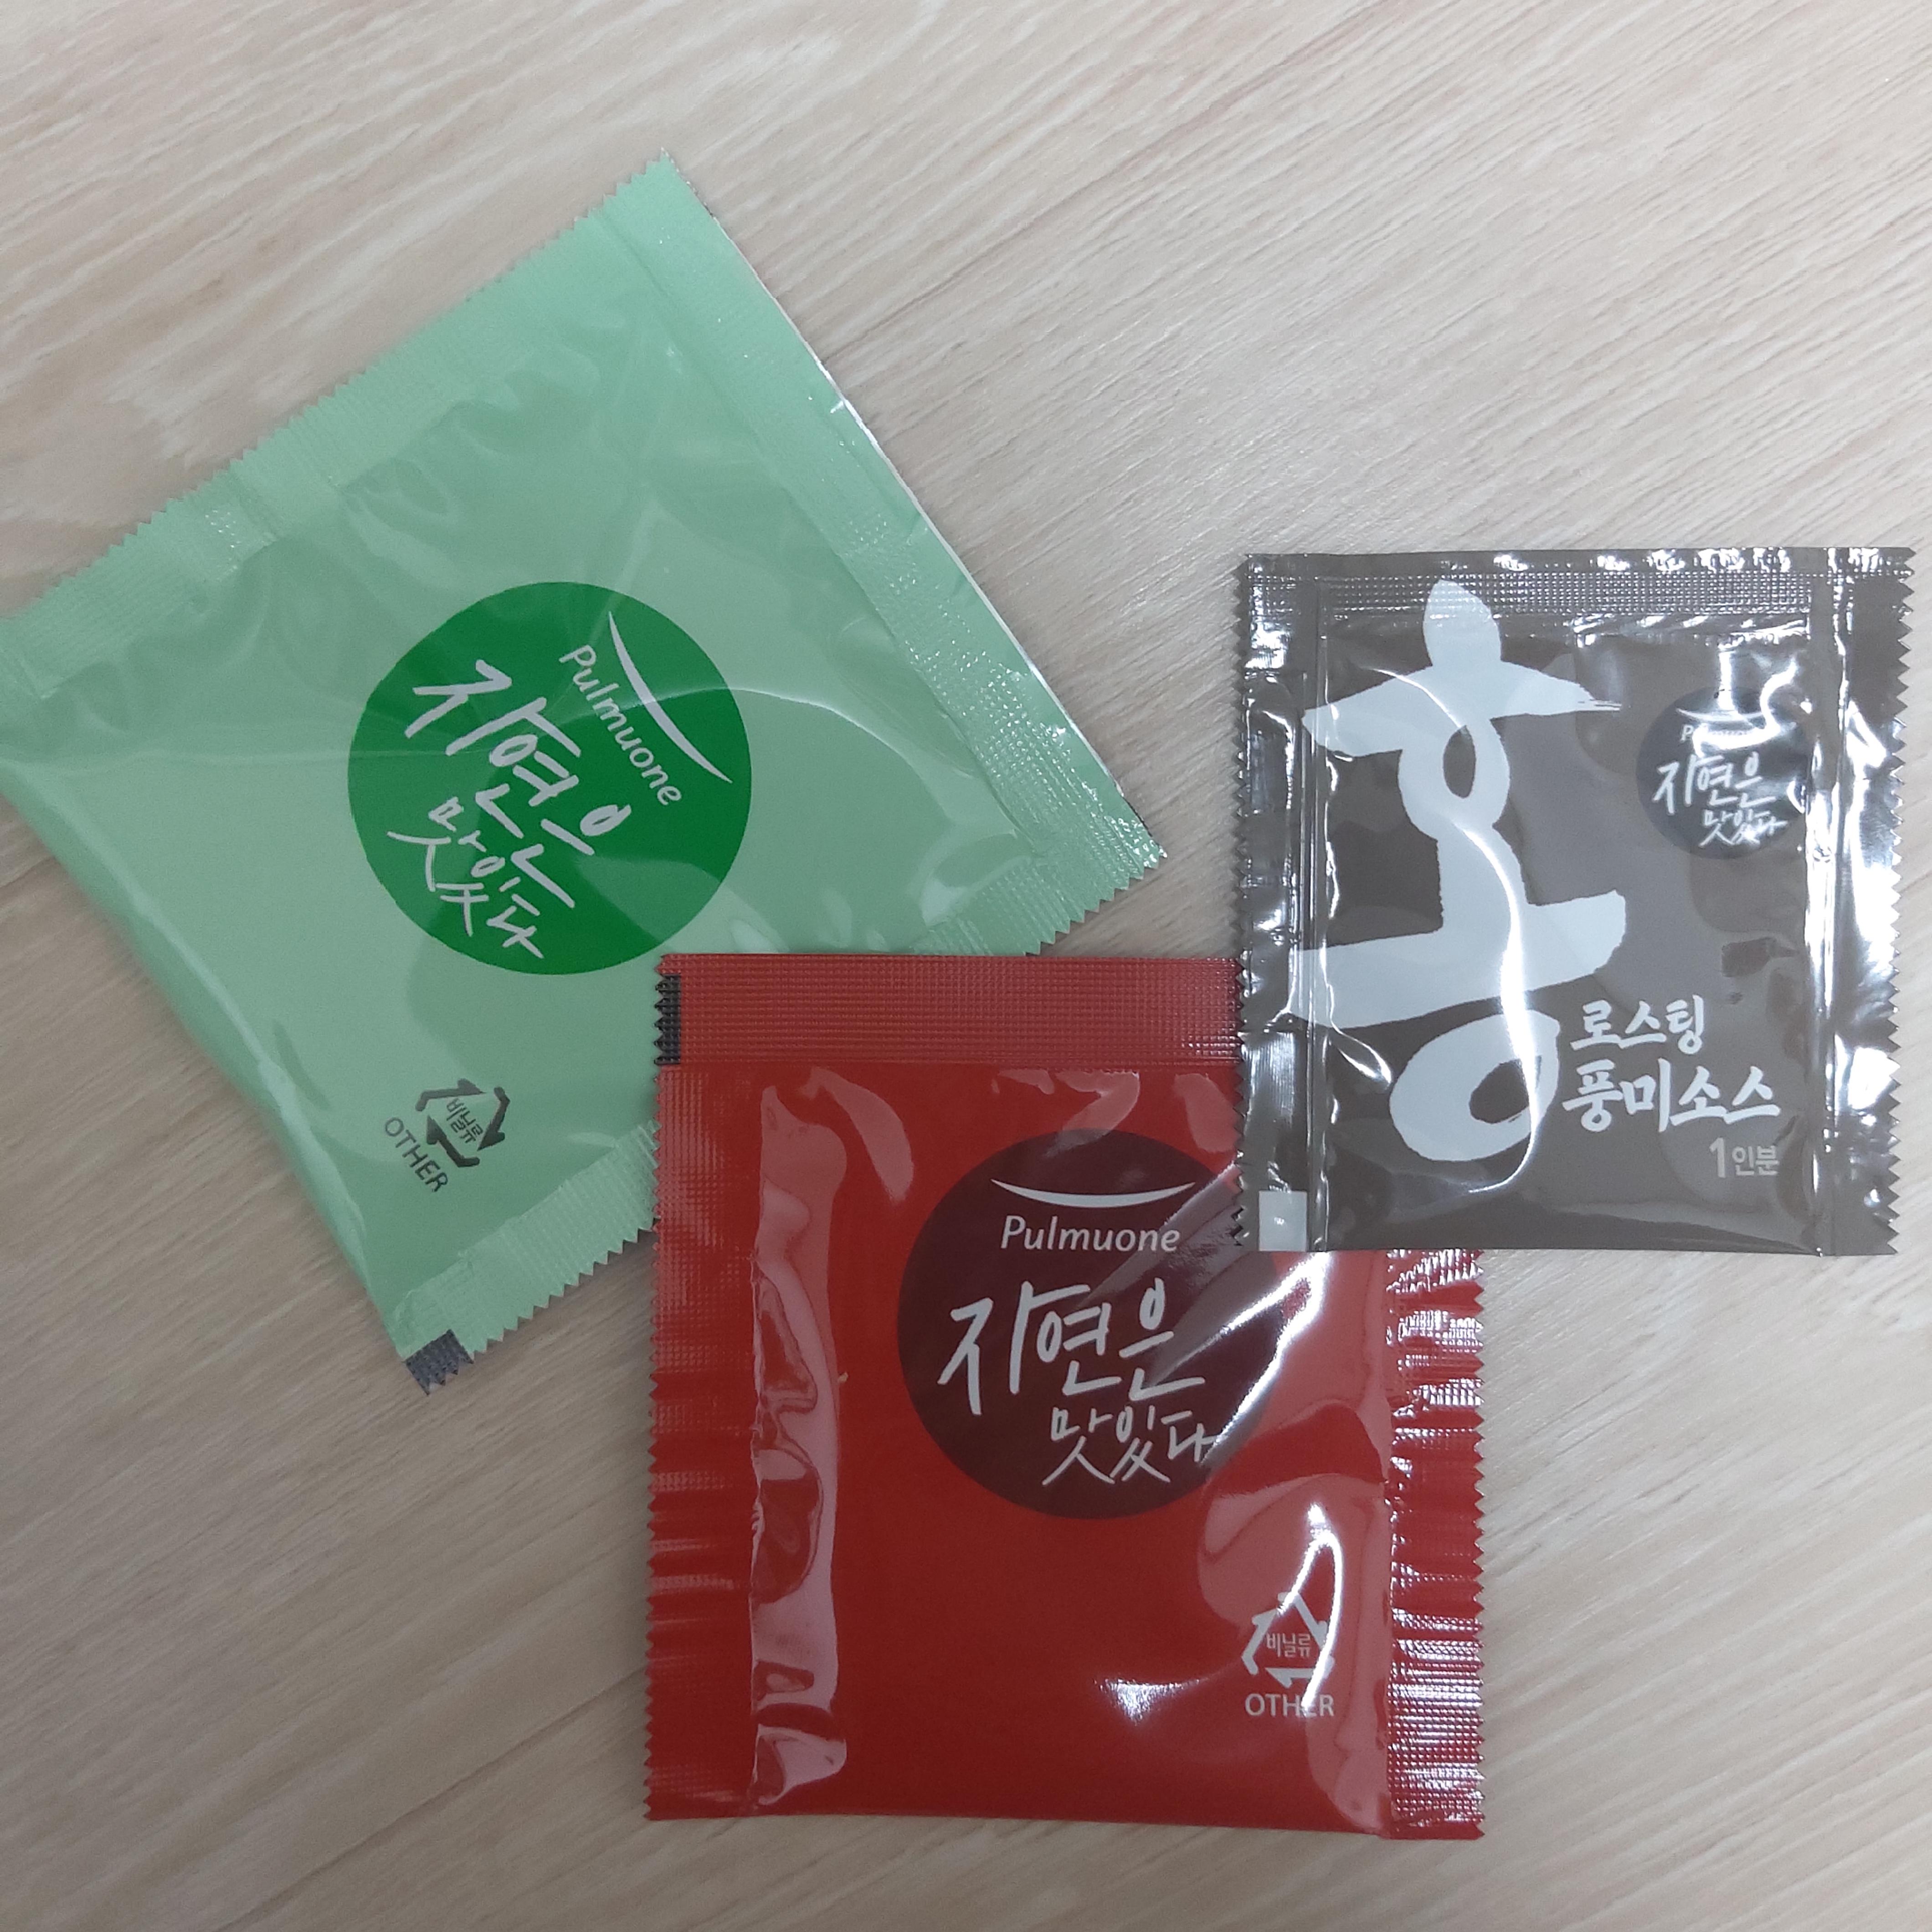 Pulmuone
자연은
맛있다
비닐류
OTHER
홍
Pulmuone
자연은
맛있다
로스팅
풍미소스
1인분
Pulmuone
자연은
맛있다
비닐류
OTHER